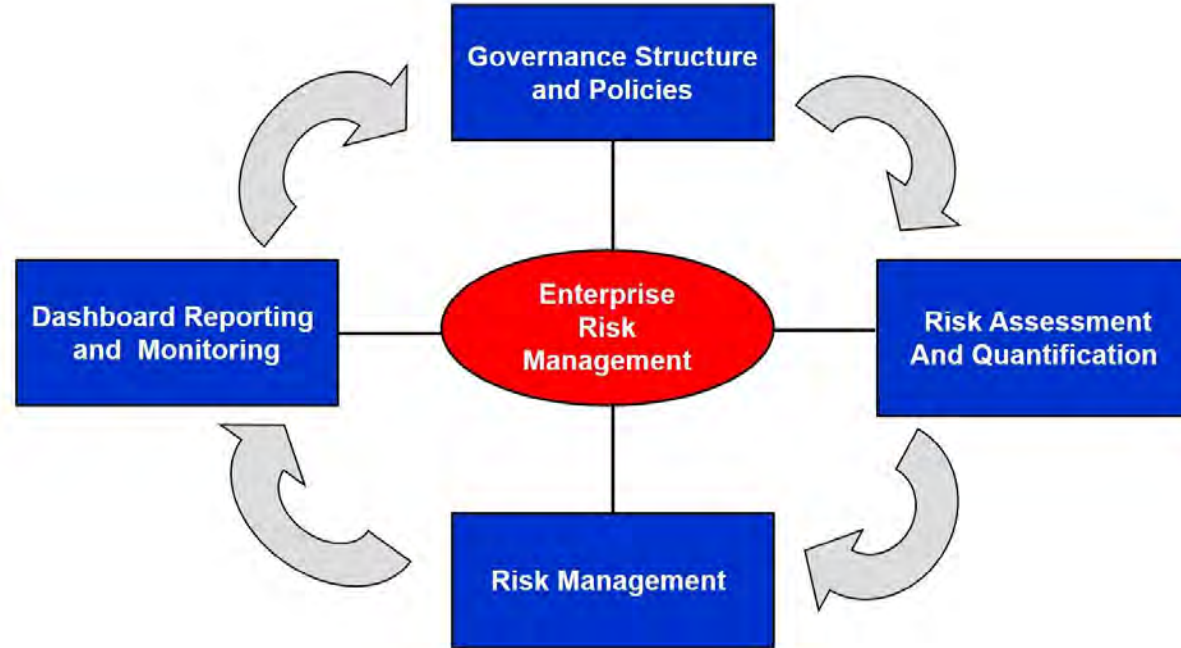 Governance Structure
and Policies
Dashboard Reporting
and Monitoring
Enterprise
Risk
Management
Risk Assessment
And Quantification
Risk Management